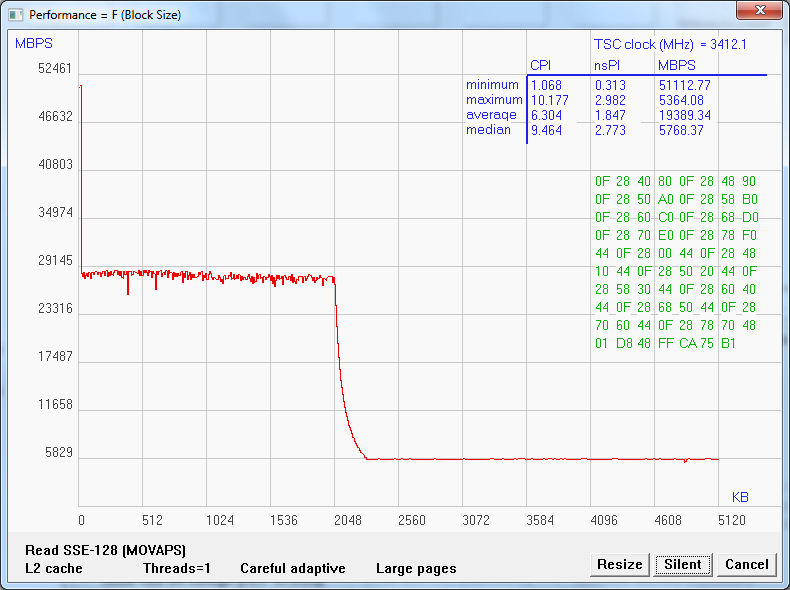 Performance = F (Block Size)
MBPS
TSC clock (MHz) = 3412.1
CPI nsPI MBPS
minimum 1.068 0.313 51112.77
maximum 10.177 2.982 5364.08
average 6.304 1.847 19389.34
median 9.464 2.773 5768.37
52461
46632
40803
34974
29145
23316
17487
11658
5829
0F 28 40 80 0F 28 48 90
0F 28 50 A0 0F 28 58 B0
0F 28 60 C0 0F 28 68 D0
0F 28 70 E0 0F 28 78 F0
44 0F 28 00 44 0F 28 48
10 44 0F 28 50 20 44 0F
28 58 30 44 0F 28 60 40
44 0F 28 68 50 44 0F 28
70 60 44 0F 28 78 70 48
01 D8 48 FF CA 75 B1
KB
0 512 1024 1536 2048 2560 3072 3584 4096 4608 5120
Read SSE-128 (MOVAPS)
L2 cache Threads=1 Careful adaptive Large pages
Resize Silent Cancel